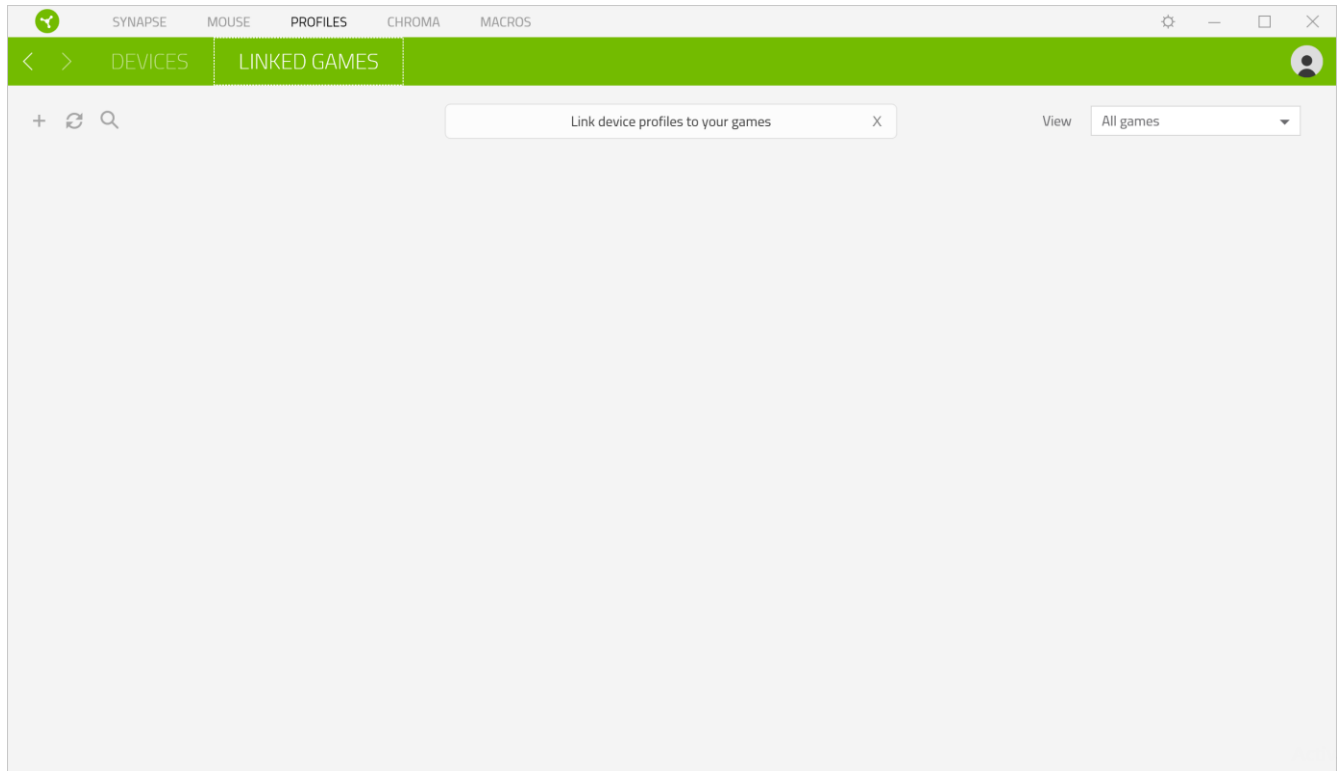 SYNAPSE MOUSE PROFILES CHROMA MACROS
DEVICES LINKED GAMES
Link device profiles to your games X View All games